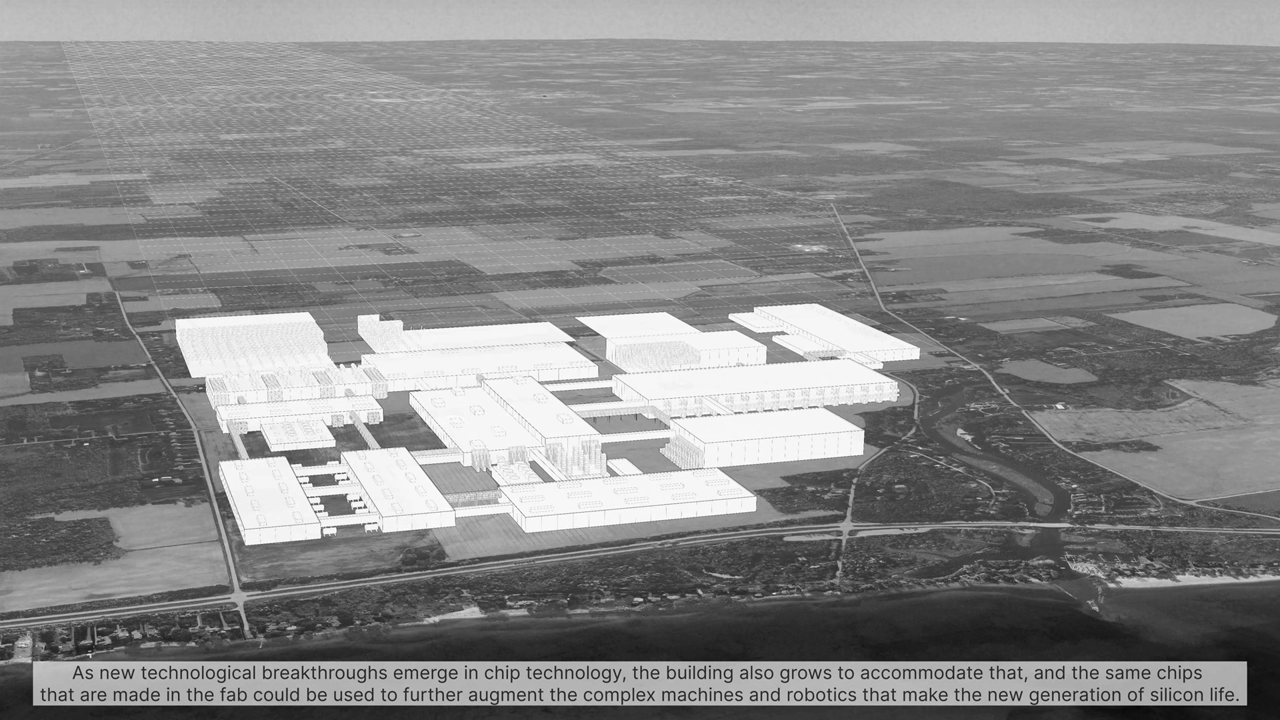 As new technological breakthroughs emerge in chip technology, the building also grows to accommodate that, and the same chips
that are made in the fab could be used to further augment the complex machines and robotics that make the new generation of silicon life.